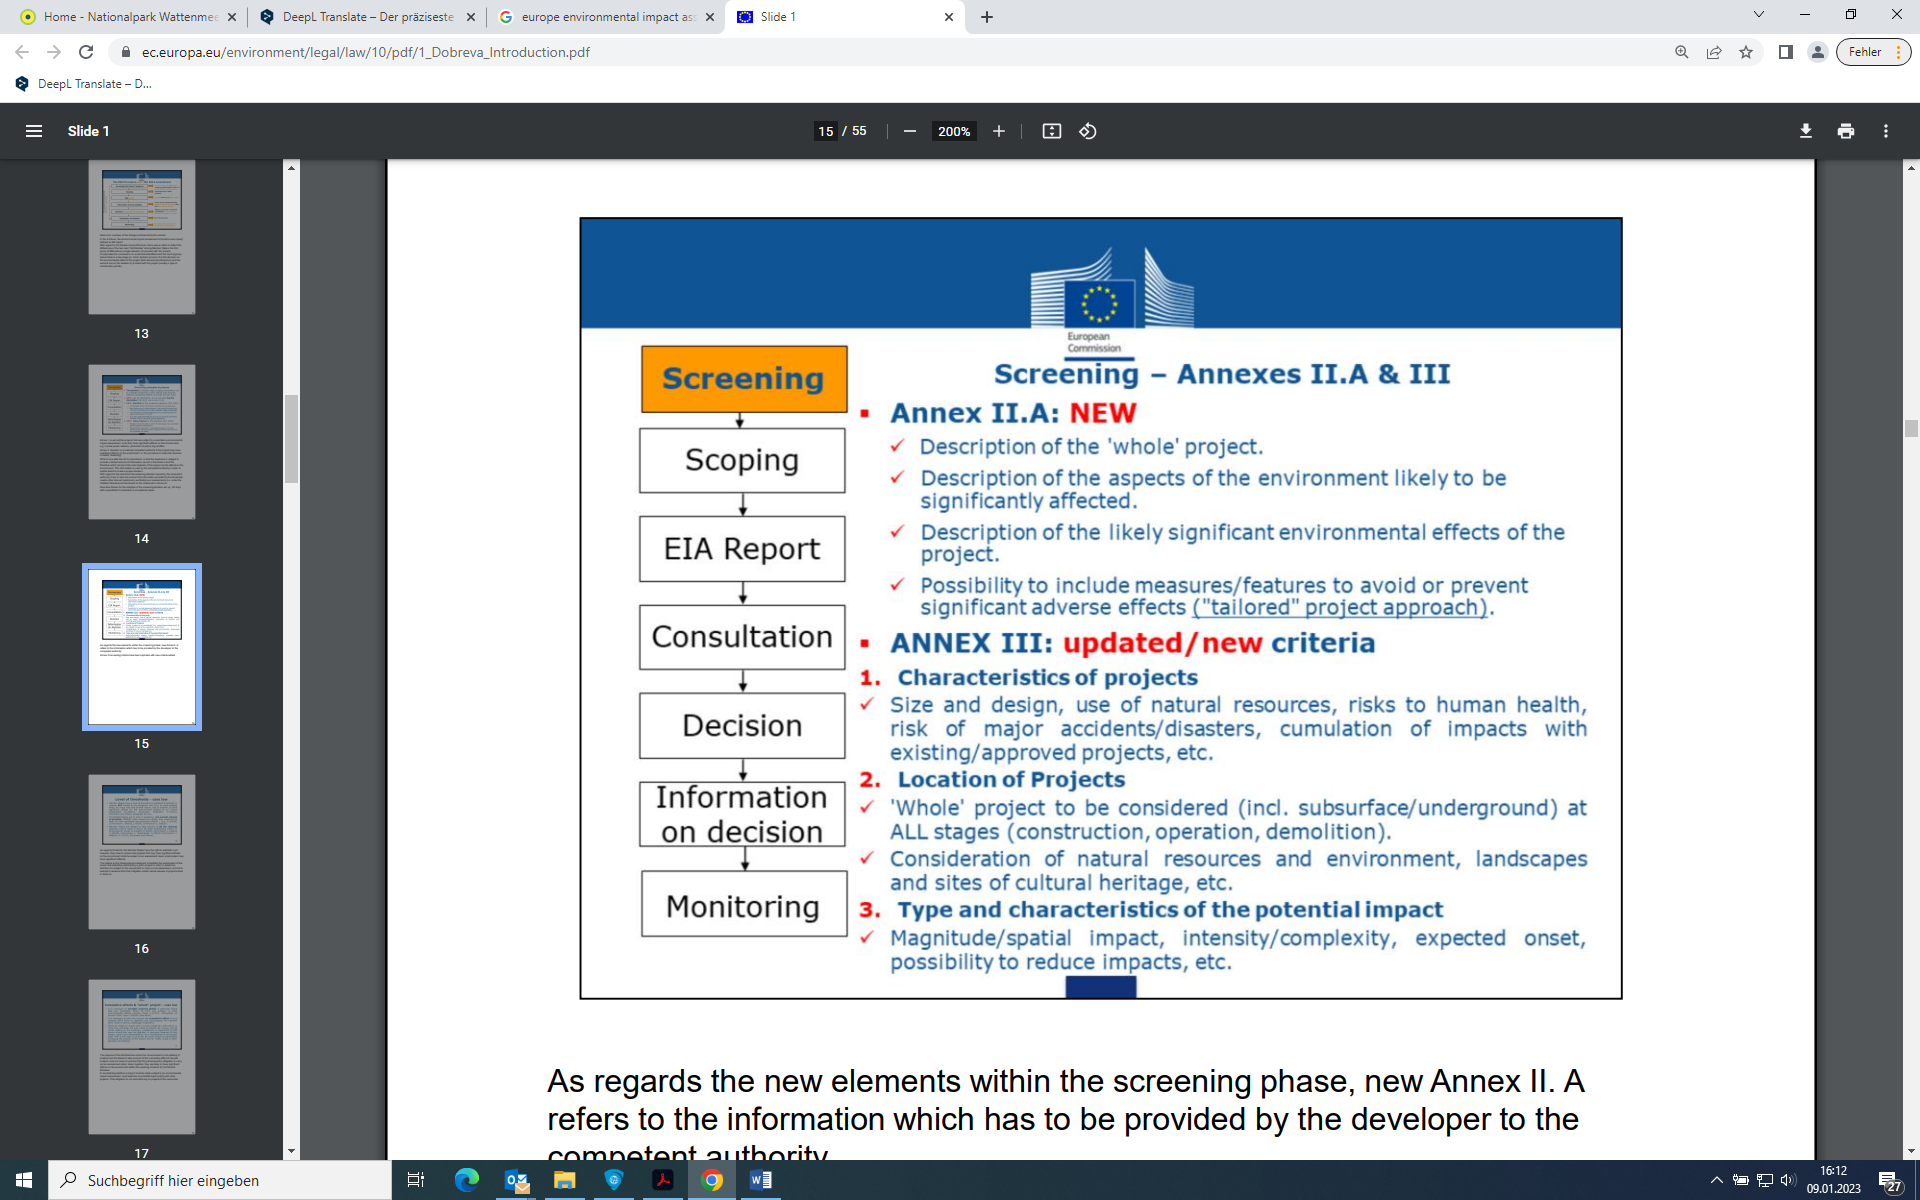 Home - Nationalpark Wattenmee
DeepL Translate – Der präziseste
europe environmental impact ass
Slide 1
ec.europa.eu/environment/legal/law/10/pdf/1_Dobreva_Introduction.pdf
Fehler
DeepL Translate – D...
Slide 1
15 / 55
200%
13
14
15
16
17
European
Commission
Screening
Scoping
EIA Report
Consultation
Decision
Information
on decision
Monitoring
Screening – Annexes II.A & III
Annex II.A: NEW
Description of the 'whole' project.
Description of the aspects of the environment likely to be
significantly affected.
Description of the likely significant environmental effects of the
project.
Possibility to include measures/features to avoid or prevent
significant adverse effects ("tailored" project approach).
ANNEX III: updated/new criteria
1. Characteristics of projects
Size and design, use of natural resources, risks to human health,
risk of major accidents/disasters, cumulation of impacts with
existing/approved projects, etc.
2. Location of Projects
'Whole' project to be considered (incl. subsurface/underground) at
ALL stages (construction, operation, demolition).
Consideration of natural resources and environment, landscapes
and sites of cultural heritage, etc.
3. Type and characteristics of the potential impact
Magnitude/spatial impact, intensity/complexity, expected onset,
possibility to reduce impacts, etc.
As regards the new elements within the screening phase, new Annex II. A
refers to the information which has to be provided by the developer to the
competent authority
Suchbegriff hier eingeben
16:12
09.01.2023
27